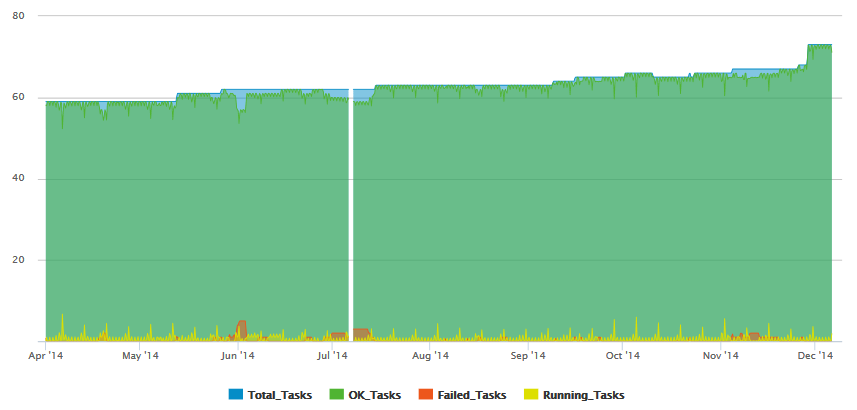 80
60
40
20
Apr '14 May '14 Jun '14 Jul '14 Aug '14 Sep '14 Oct '14 Nov '14 Dec '14
Total_Tasks OK_Tasks Failed_Tasks Running_Tasks